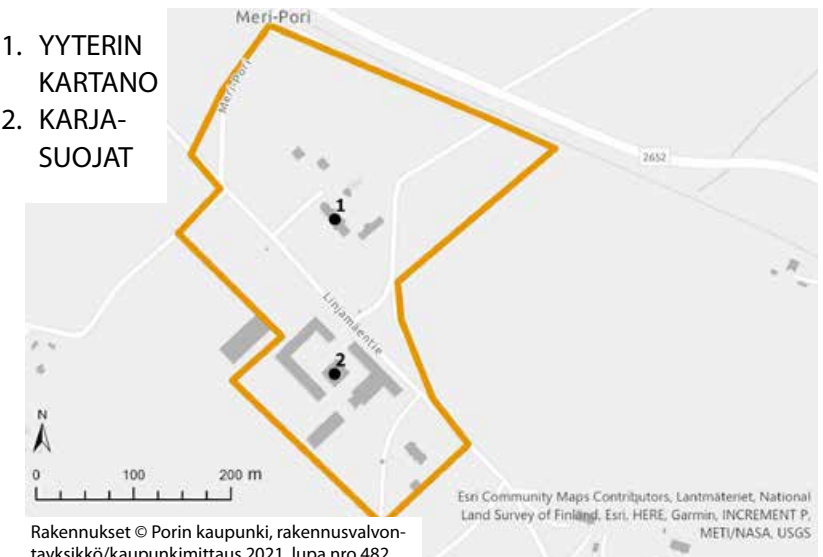 1. YYTERIN
KARTANO
2. KARJA-
SUOJAT
Meri-Pori
Meri-Pori
2652
1
Linjamäentie
2
N
0 100 200 m
Esri Community Maps Contributors, Lantmäteriet, National
Land Survey of Finland, Esri, HERE, Garmin, INCREMENT P,
METI/NASA, USGS
Rakennukset © Porin kaupunki, rakennusvalvon-
tayksikkö/kaupunkimittaus 2021, lupa nro 482